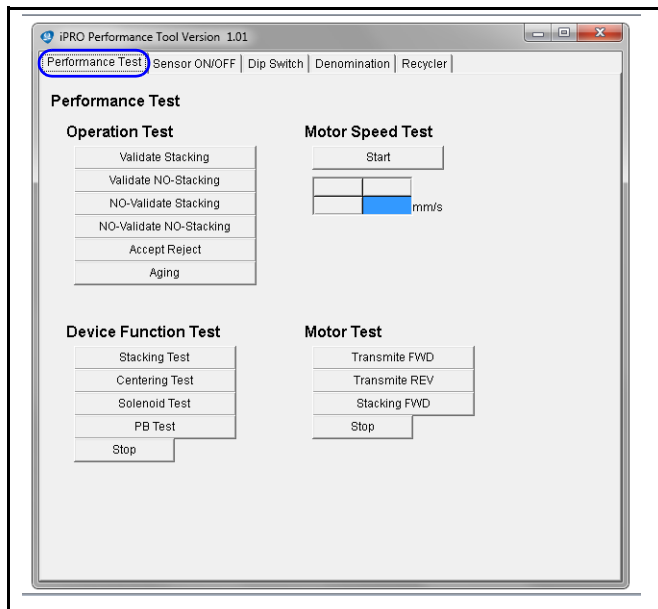 iPRO Performance Tool Version 1.01
Performance Test Sensor ON/OFF Dip Switch Denomination Recycler
Performance Test
Operation Test
Validate Stacking
Validate NO-Stacking
NO-Validate Stacking
NO-Validate NO-Stacking
Accept Reject
Aging
Motor Speed Test
Start
mm/s
Device Function Test
Stacking Test
Centering Test
Solenoid Test
PB Test
Stop
Motor Test
Transmite FWD
Transmite REV
Stacking FWD
Stop